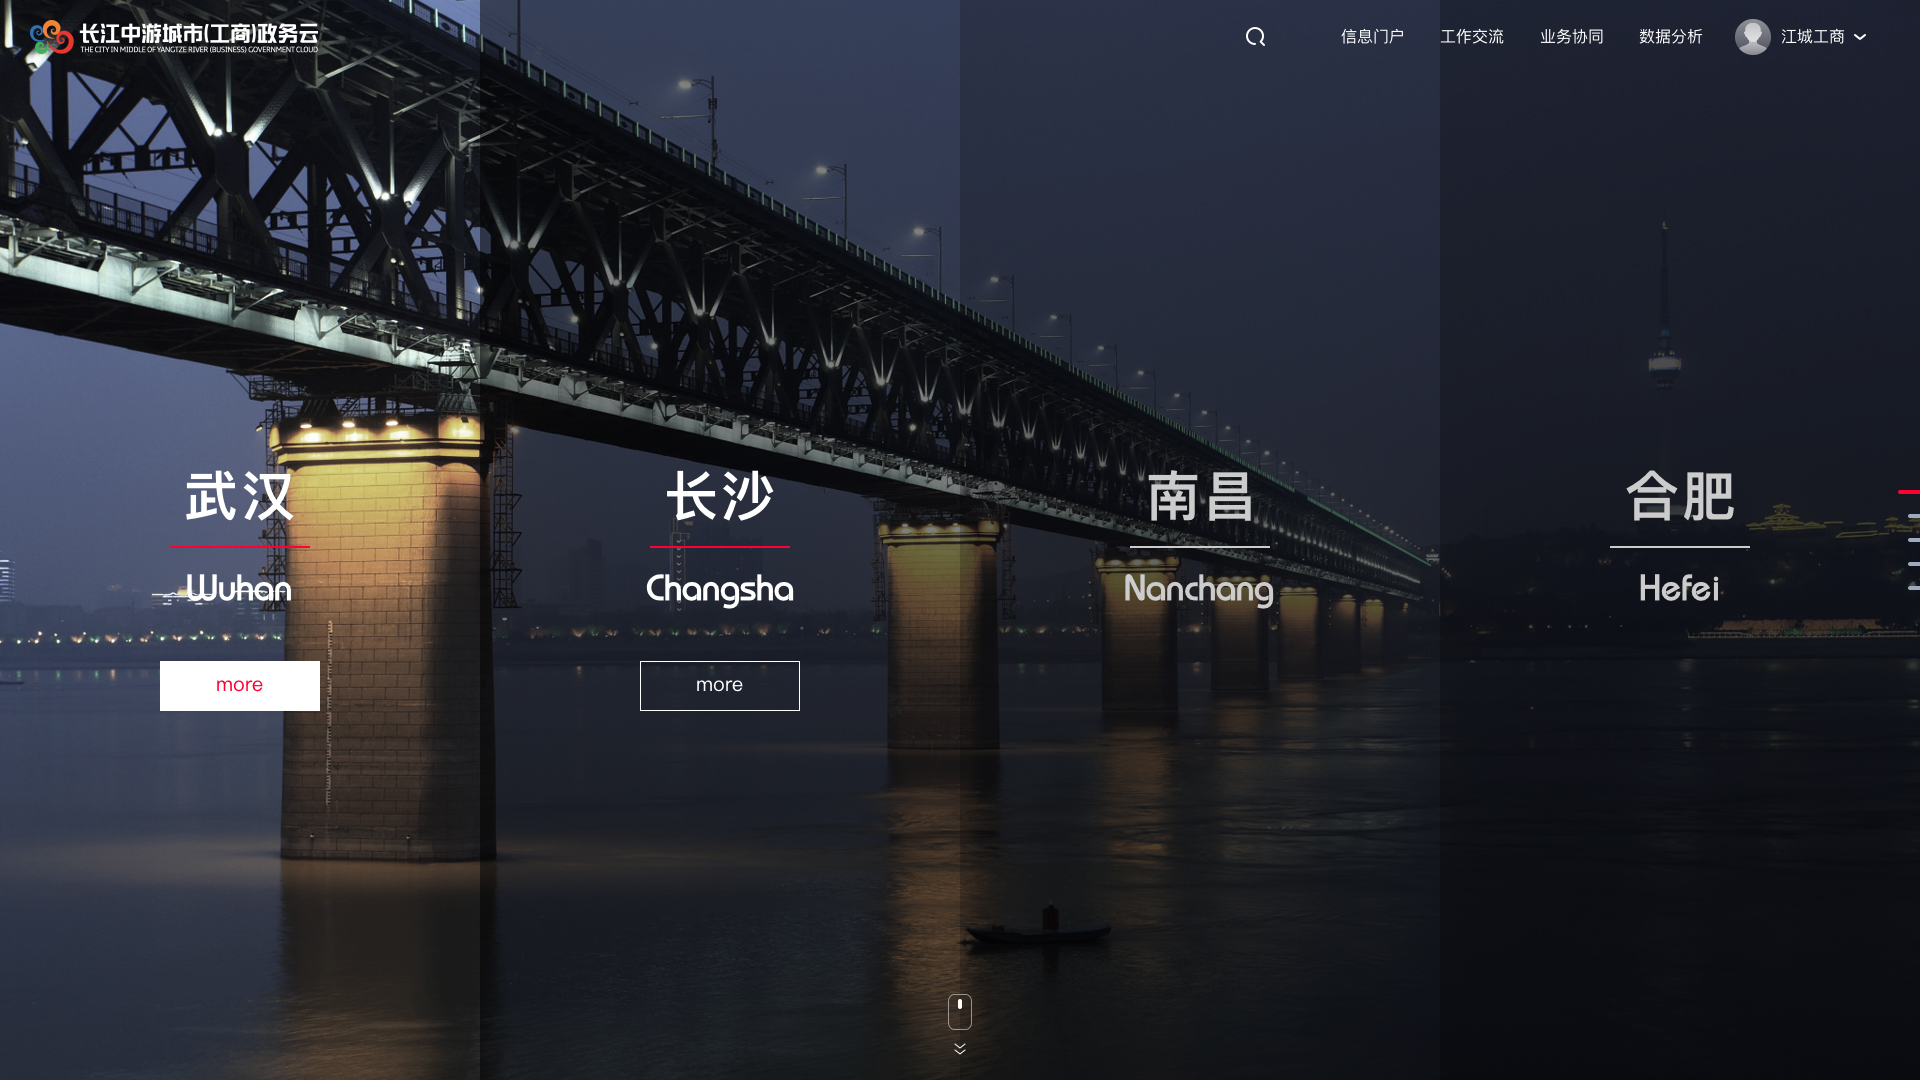 长江中游城市(工商)政务云
THE CITY IN MIDDLE OF YANGTZE RIVER (BUSINESS) GOVERNMENT CLOUD
信息门户
工作交流
业务协同
数据分析
江城工商
武汉
Wuhan
more
长沙
Changsha
more
南昌
Nanchang
合肥
Hefei